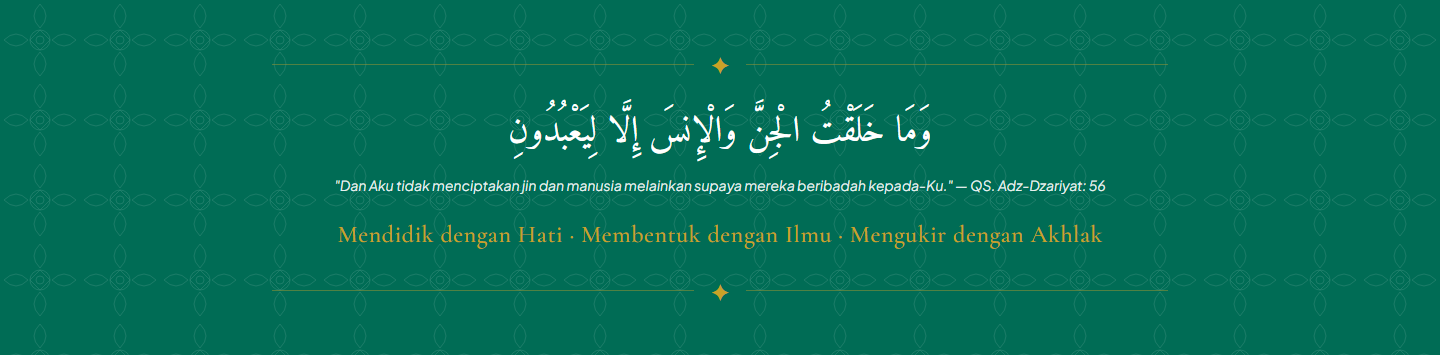 وَمَا خَلَقْتُ الْجِنَّ وَالْإِنسَ إِلَّا لِيَعْبُدُونِ
"Dan Aku tidak menciptakan jin dan manusia melainkan supaya mereka beribadah kepada-Ku." — QS. Adz-Dzariyat: 56
Mendidik dengan Hati · Membentuk dengan Ilmu · Mengukir dengan Akhlak